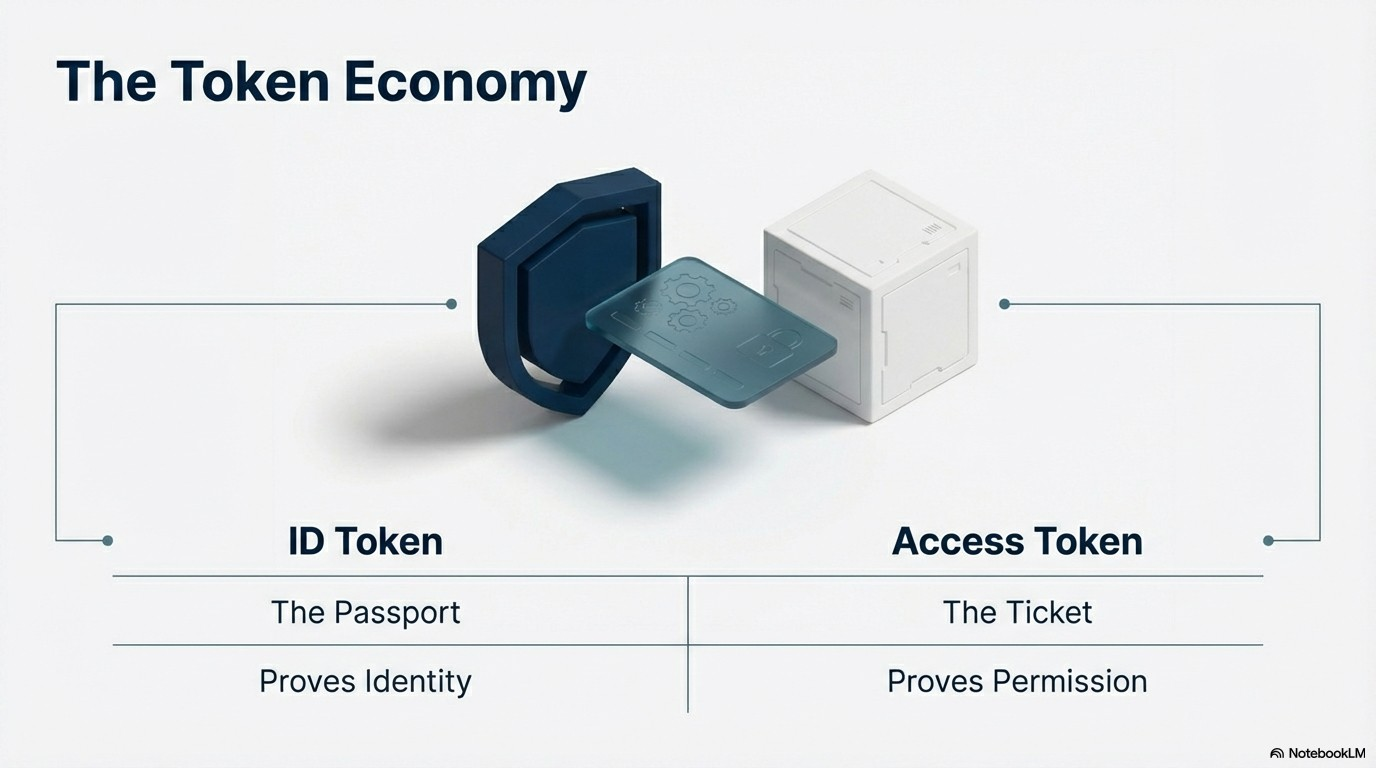 The Token Economy
ID Token
Access Token
The Passport
The Ticket
Proves Identity
Proves Permission
NotebookLM